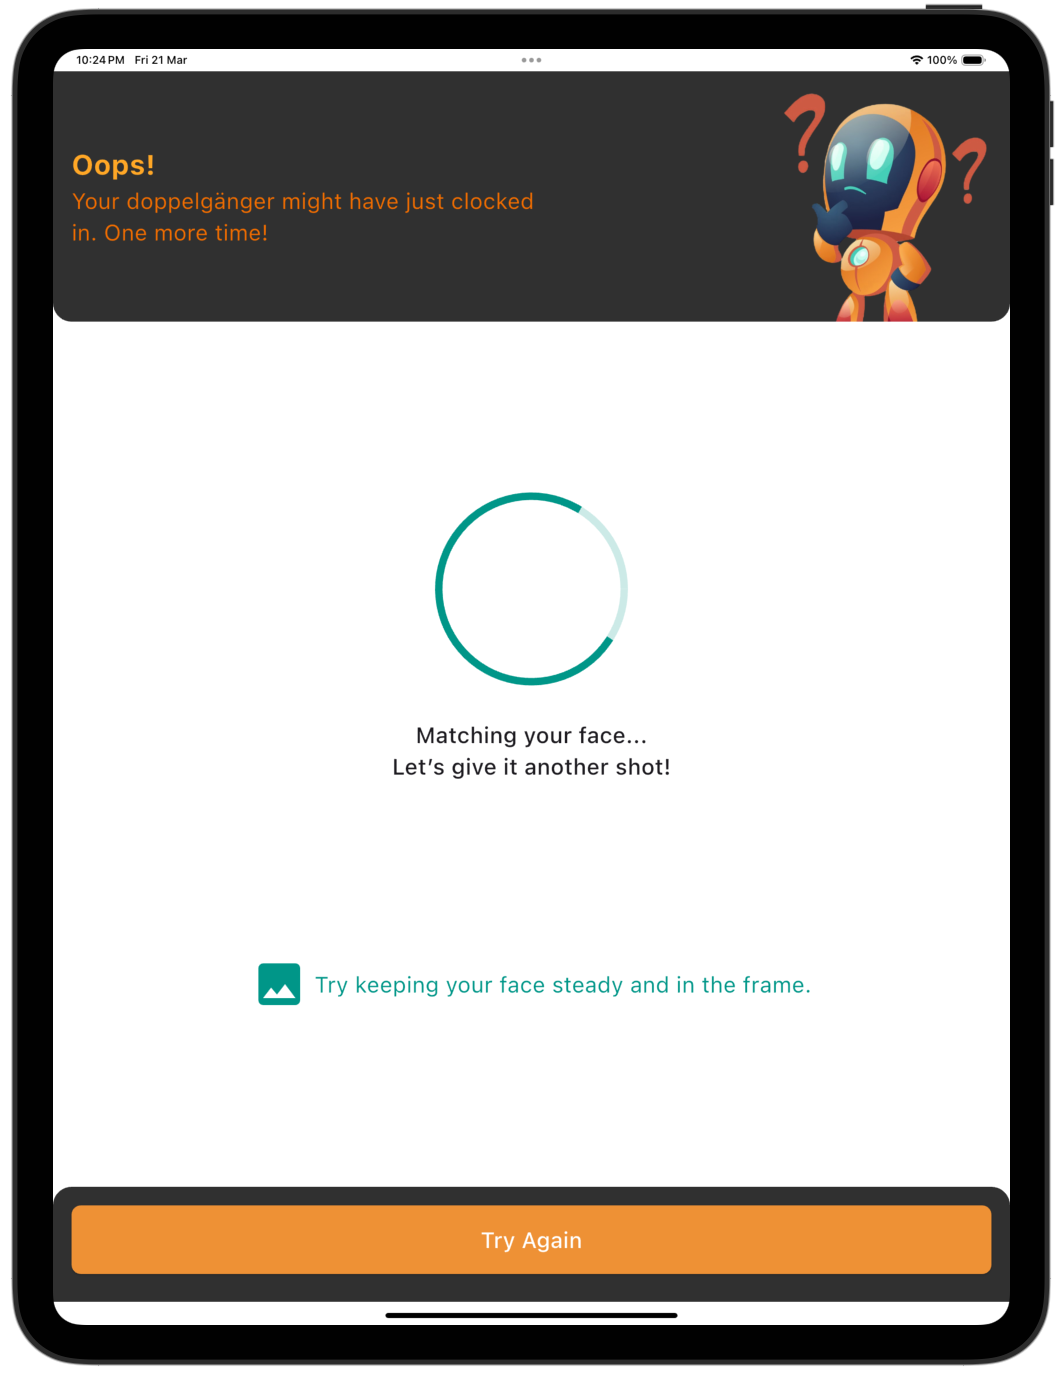 10:24 PM Fri 21 Mar
100%
Oops!
Your doppelgänger might have just clocked
in. One more time!
? ?
Matching your face...
Let’s give it another shot!
Try keeping your face steady and in the frame.
Try Again